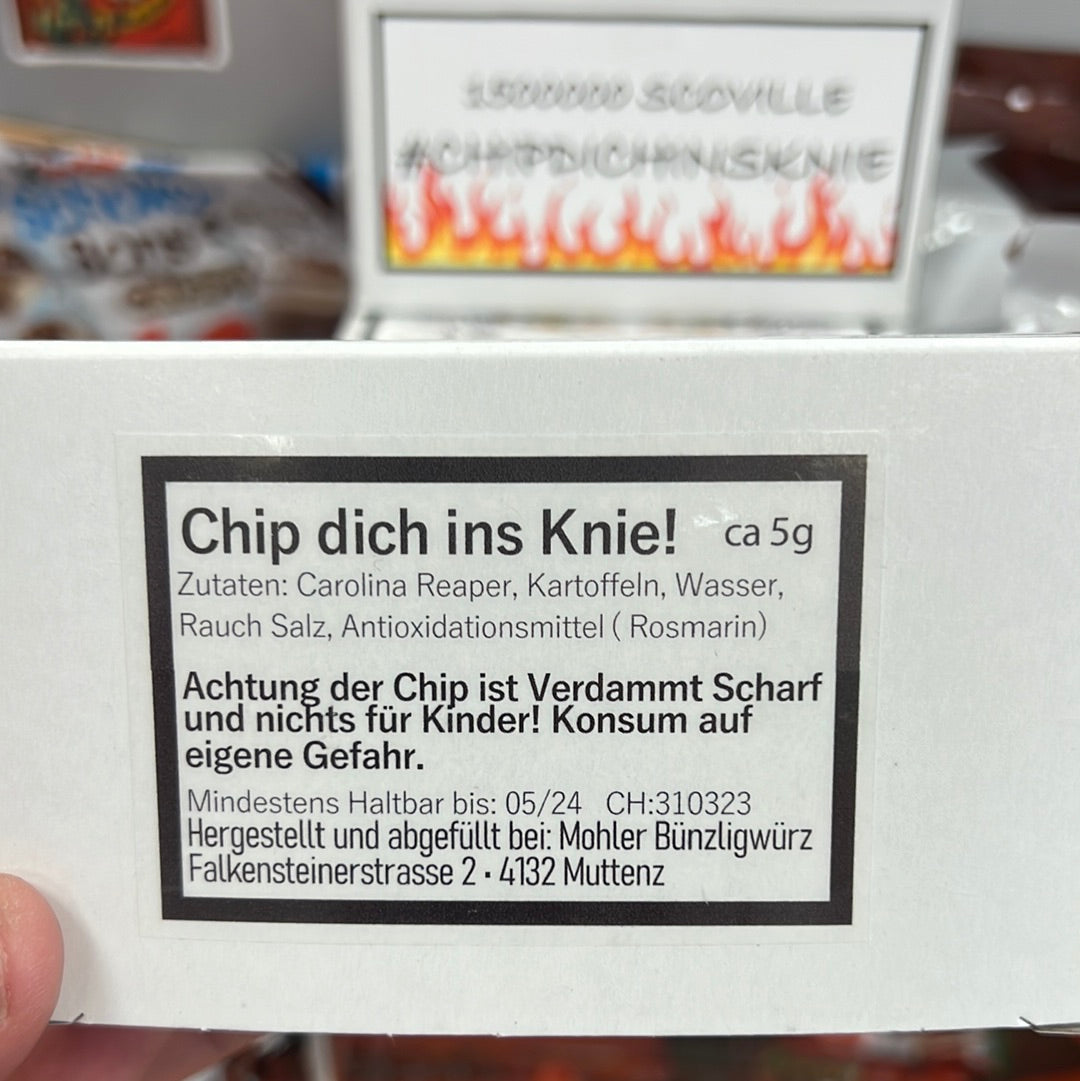 1500000 SCOVILLE
#CHIPDICHINSKNIE
Chip dich ins Knie! ca 5g
Zutaten: Carolina Reaper, Kartoffeln, Wasser,
Rauch Salz, Antioxidationsmittel ( Rosmarin)
Achtung der Chip ist Verdammt Scharf
und nichts für Kinder! Konsum auf
eigene Gefahr.
Mindestens Haltbar bis: 05/24 CH:310323
Hergestellt und abgefüllt bei: Mohler Bünzligwürz
Falkensteinerstrasse 2 · 4132 Muttenz